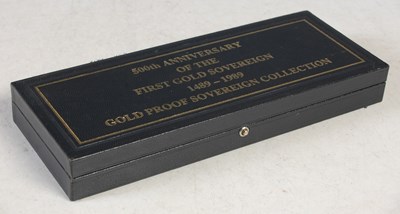 500th ANNIVERSARY
OF THE
FIRST GOLD SOVEREIGN
1489-1989
GOLD PROOF SOVEREIGN COLLECTION